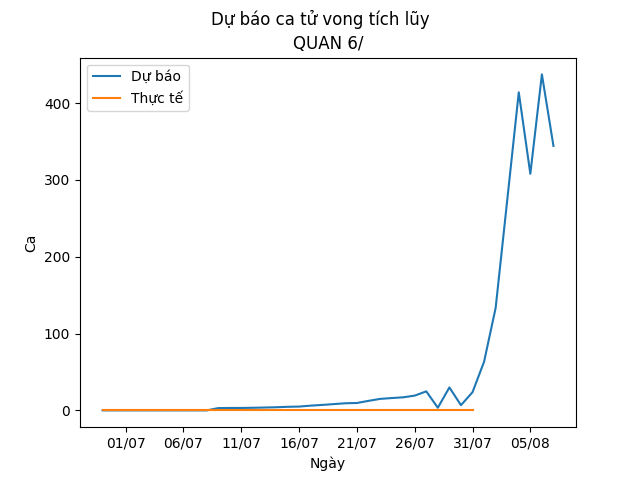 Dự báo ca tử vong tích lũy
QUAN 6/
Dự báo
Thực tế
400
300
200
100
0
Ca
01/07 06/07 11/07 16/07 21/07 26/07 31/07 05/08
Ngày